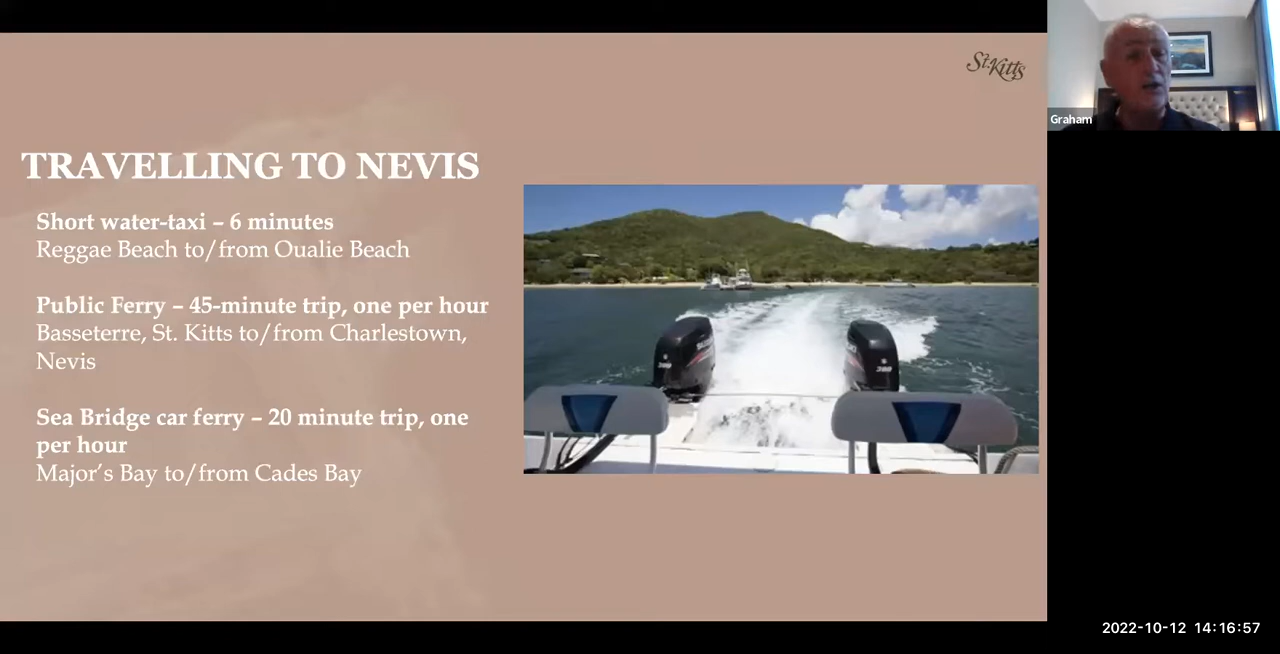 St.Kitts
TRAVELLING TO NEVIS
Short water-taxi – 6 minutes
Reggae Beach to/from Oualie Beach
Public Ferry – 45-minute trip, one per hour
Basseterre, St. Kitts to/from Charlestown,
Nevis
Sea Bridge car ferry – 20 minute trip, one
per hour
Major’s Bay to/from Cades Bay
300
300
Graham
2022-10-12 14:16:57